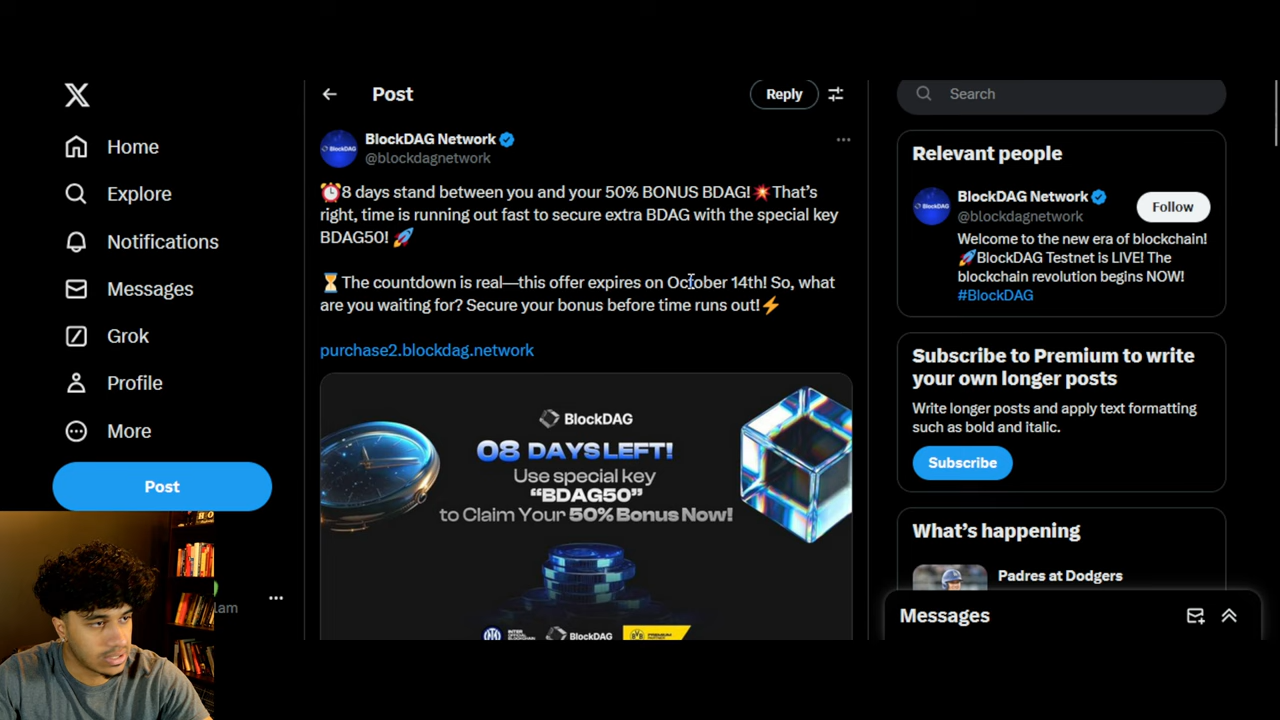 Home
Explore
Notifications
Messages
Grok
Profile
More
Post
lam
Post
Reply
BlockDAG
BlockDAG Network
@blockdagnetwork
⏰8 days stand between you and your 50% BONUS BDAG!💥That's
right, time is running out fast to secure extra BDAG with the special key
BDAG50! 🚀
⏳The countdown is real—this offer expires on October 14th! So, what
are you waiting for? Secure your bonus before time runs out!⚡
purchase2.blockdag.network
BlockDAG
08 DAYS LEFT!
Use special key
"BDAG50"
to Claim Your 50% Bonus Now!
INTER
BlockDAG
Search
Relevant people
BlockDAG
BlockDAG Network
@blockdagnetwork
Follow
Welcome to the new era of blockchain!
🚀BlockDAG Testnet is LIVE! The
blockchain revolution begins NOW!
#BlockDAG
Subscribe to Premium to write
your own longer posts
Write longer posts and apply text formatting
such as bold and italic.
Subscribe
What's happening
Padres at Dodgers
Messages